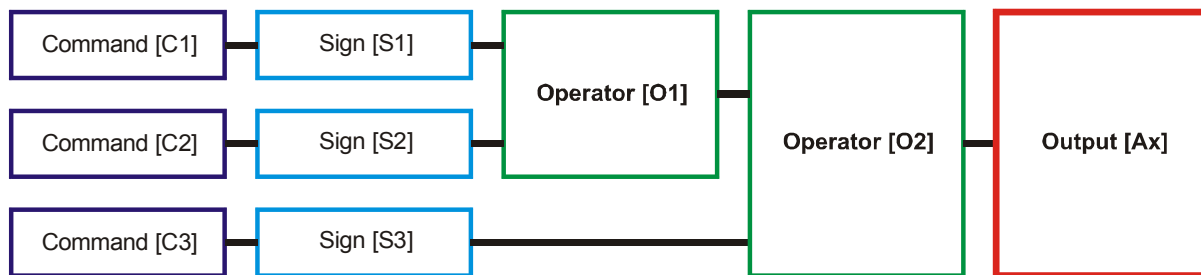 Command [C1]
Sign [S1]
Operator [O1]
Operator [O2]
Output [Ax]
Command [C2]
Sign [S2]
Command [C3]
Sign [S3]